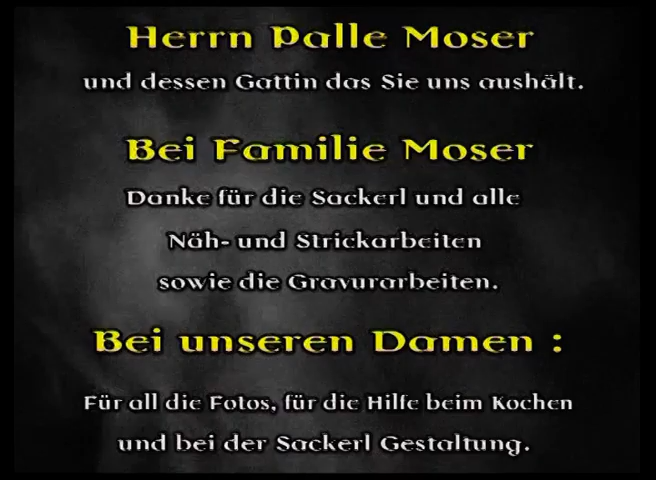 Herrn Palle Moser
und dessen Gattin das Sie uns aushält.
Bei Familie Moser
Danke für die Sackerl und alle
Näh- und Strickarbeiten
sowie die Gravurarbeiten.
Bei unseren Damen :
Für all die Fotos, für die Hilfe beim Kochen
und bei der Sackerl Gestaltung.